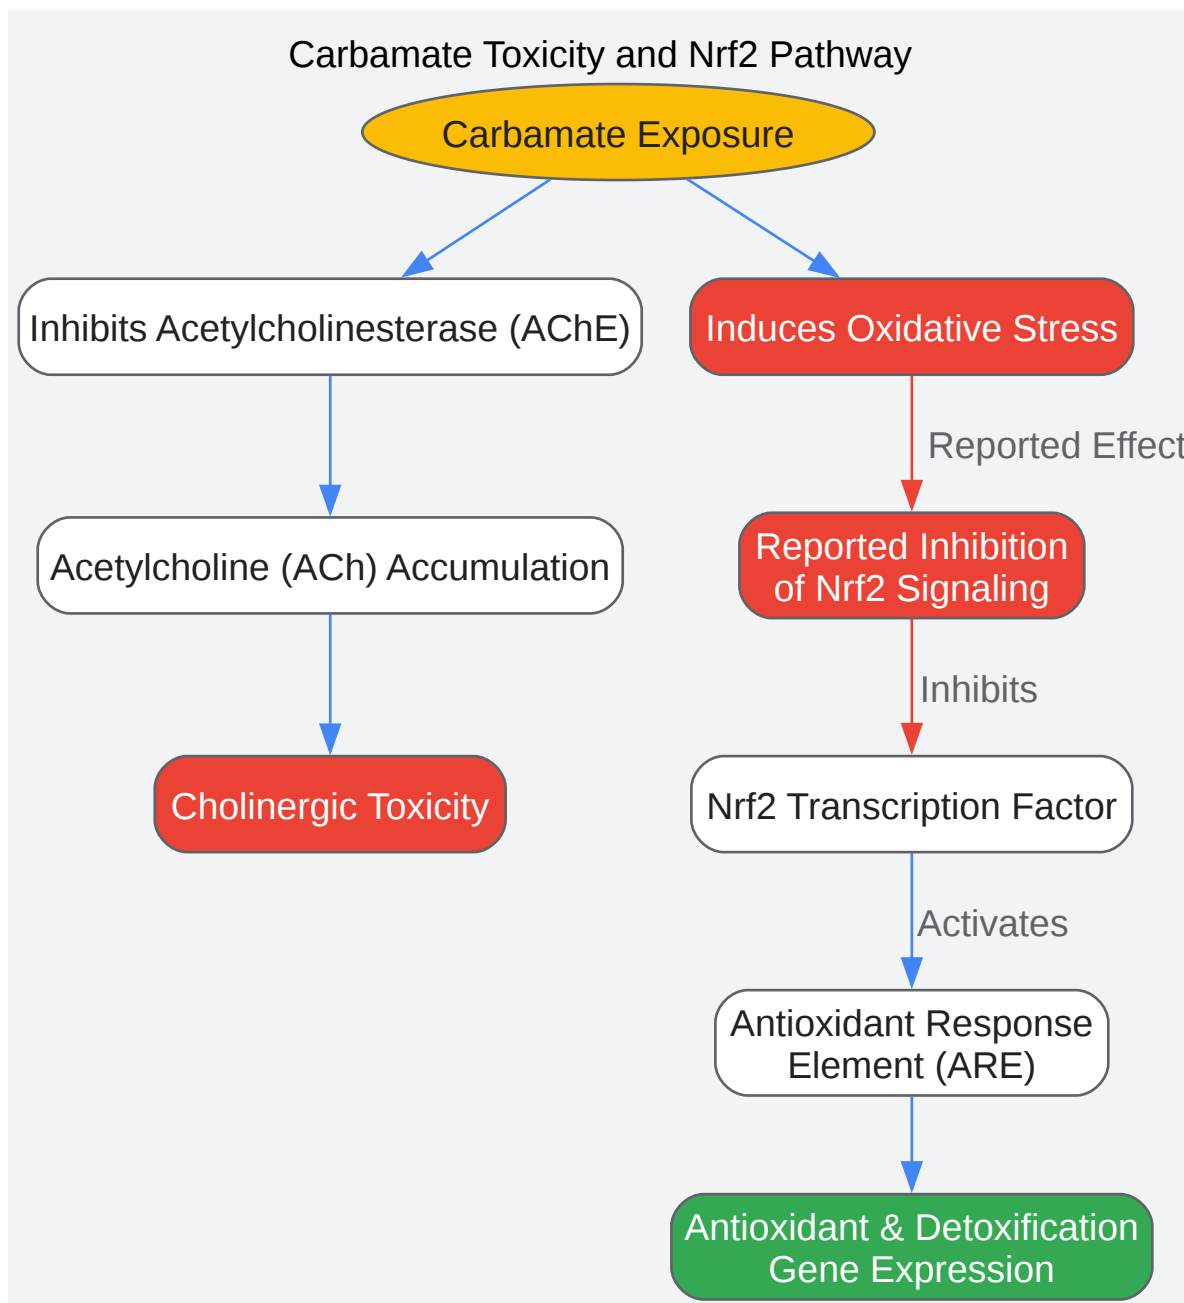 Carbamate Toxicity and Nrf2 Pathway
Carbamate Exposure
Inhibits Acetylcholinesterase (AChE)
Induces Oxidative Stress
Reported Effect
Acetylcholine (ACh) Accumulation
Reported Inhibition
of Nrf2 Signaling
Inhibits
Cholinergic Toxicity
Nrf2 Transcription Factor
Activates
Antioxidant Response
Element (ARE)
Antioxidant & Detoxification
Gene Expression